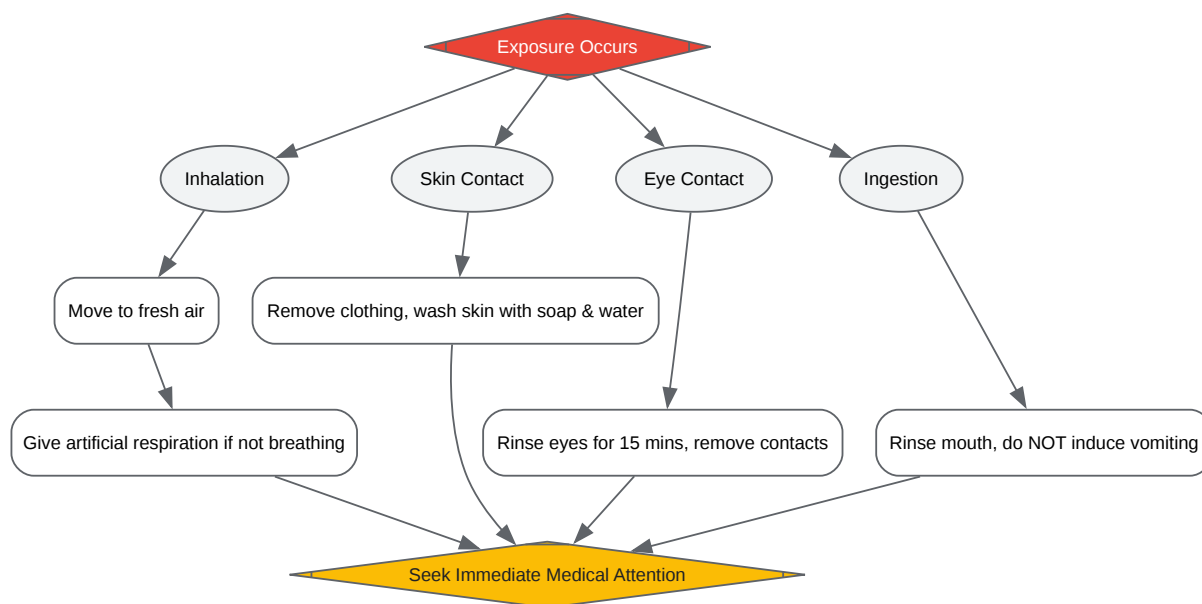 Exposure Occurs
Inhalation
Skin Contact
Eye Contact
Ingestion
Move to fresh air
Remove clothing, wash skin with soap & water
Give artificial respiration if not breathing
Rinse eyes for 15 mins, remove contacts
Rinse mouth, do NOT induce vomiting
Seek Immediate Medical Attention